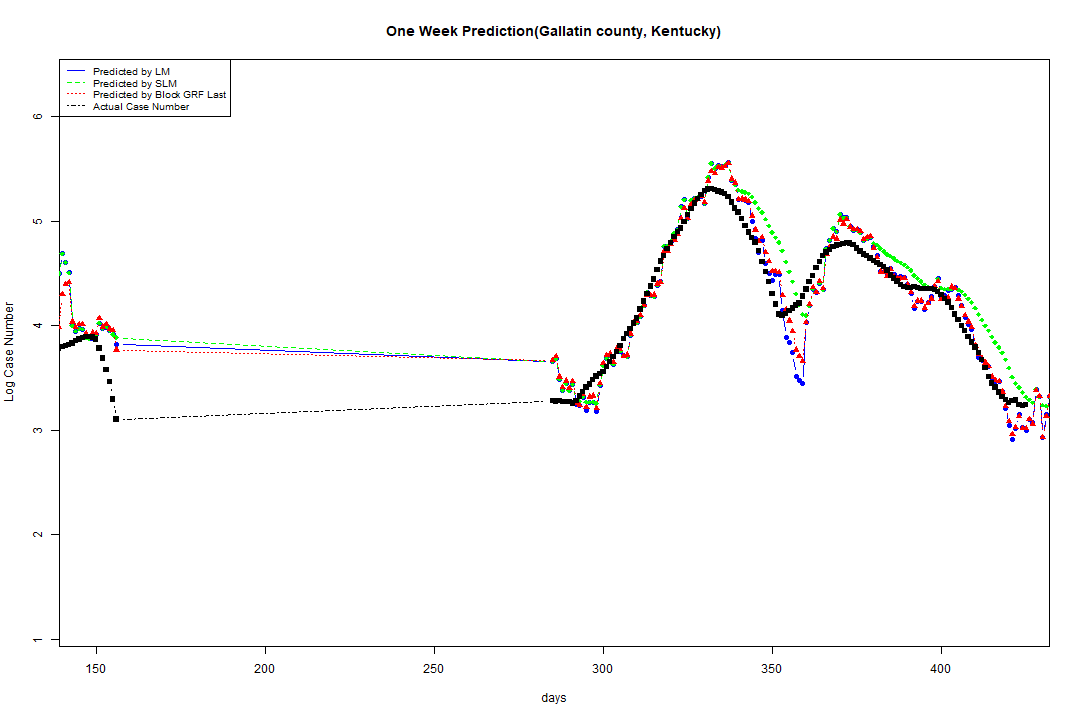 One Week Prediction(Gallatin county, Kentucky)
Predicted by LM
Predicted by SLM
Predicted by Block GRF Last
Actual Case Number
Log Case Number
6
5
4
3
2
1
150 200 250 300 350 400
days